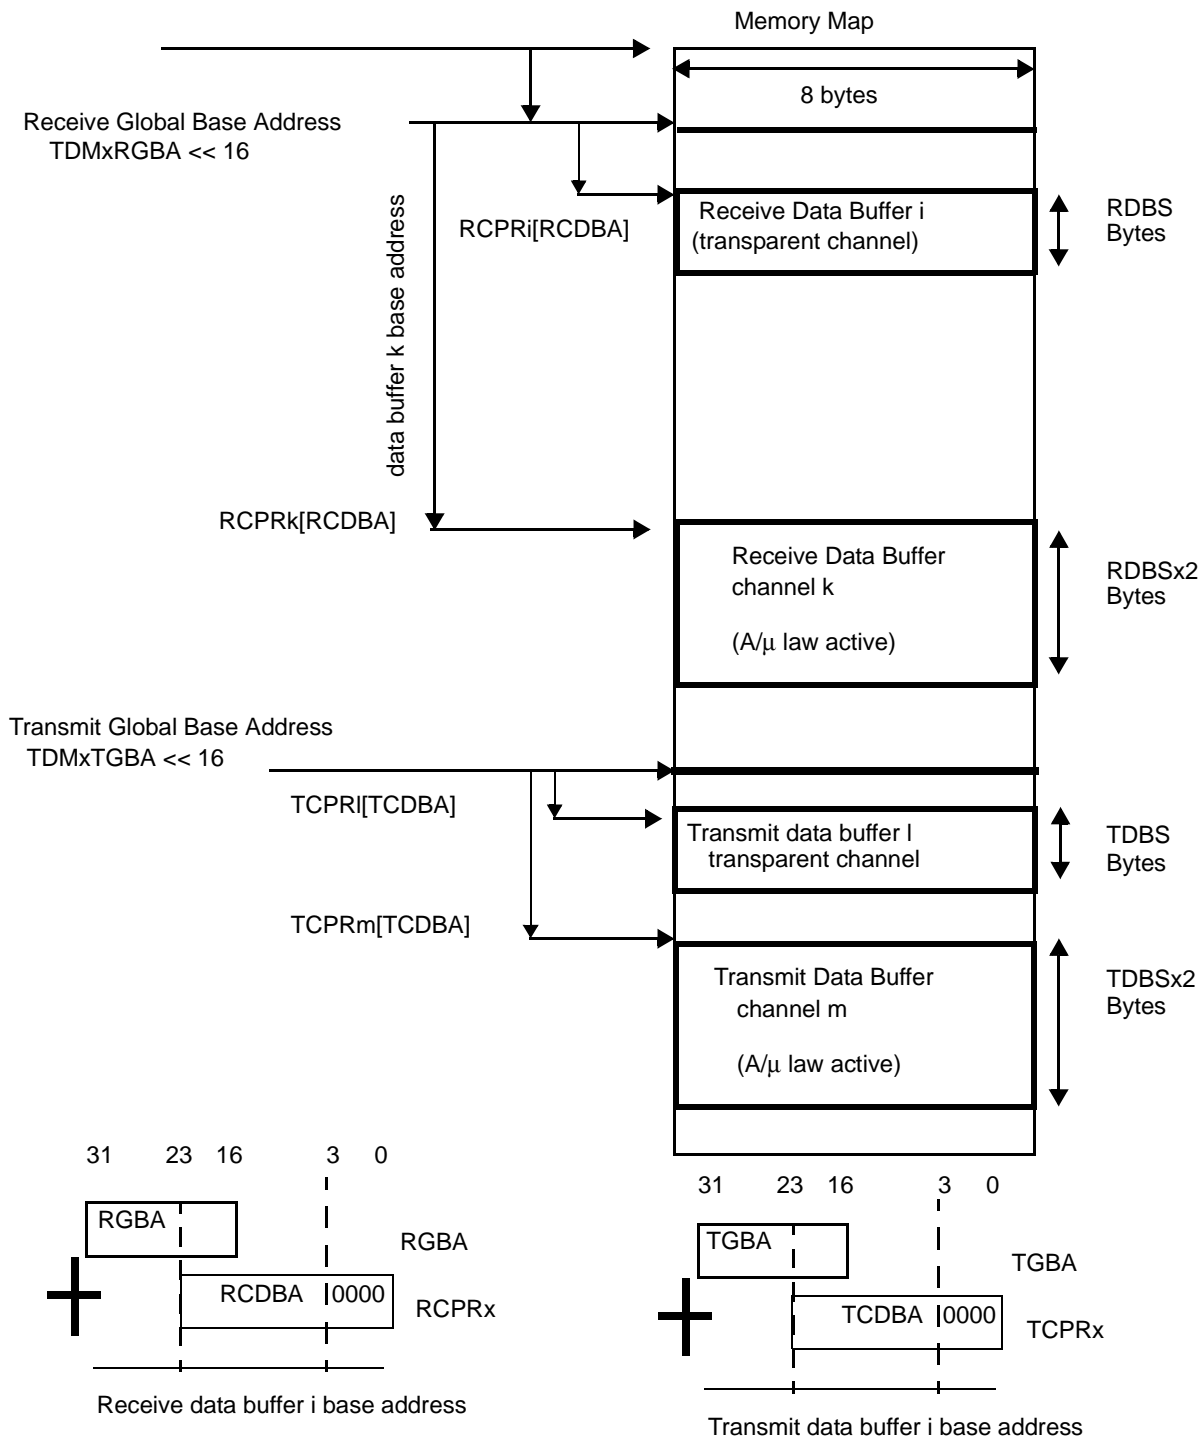 Memory Map
8 bytes
Receive Global Base Address
TDMxRGBA << 16
data buffer k base address
RCPRi[RCDBA]
Receive Data Buffer i
(transparent channel)
RDBS
Bytes
RCPRk[RCDBA]
Receive Data Buffer
channel k
(A/μ law active)
RDBSx2
Bytes
Transmit Global Base Address
TDMxTGBA << 16
TCPRl[TCDBA]
Transmit data buffer l
transparent channel
TDBS
Bytes
TCPRm[TCDBA]
Transmit Data Buffer
channel m
(A/μ law active)
TDBSx2
Bytes
31 23 16 3 0
RGBA
RGBA
RCDBA 0000
RCPRx
Receive data buffer i base address
31 23 16 3 0
TGBA
TGBA
TCDBA 0000
TCPRx
Transmit data buffer i base address